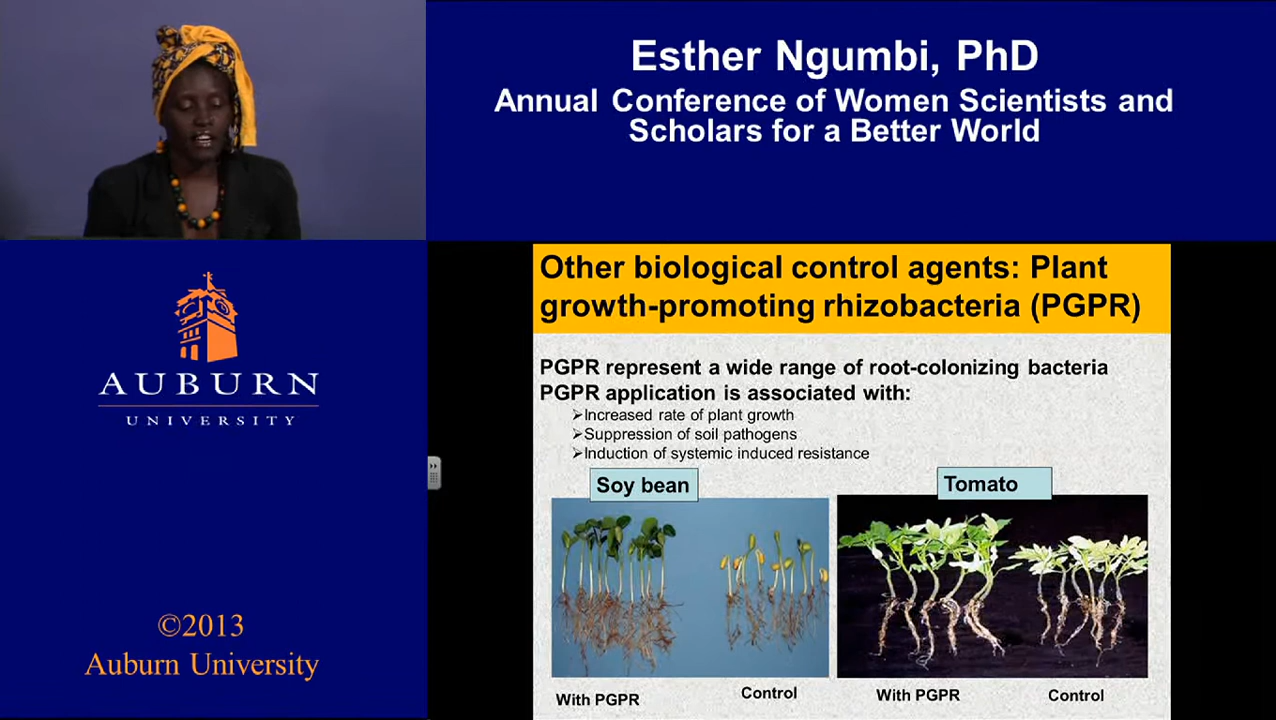 Esther Ngumbi, PhD
Annual Conference of Women Scientists and
Scholars for a Better World
AUBURN
UNIVERSITY
©2013
Auburn University
Other biological control agents: Plant
growth-promoting rhizobacteria (PGPR)
PGPR represent a wide range of root-colonizing bacteria
PGPR application is associated with:
➢Increased rate of plant growth
➢Suppression of soil pathogens
➢Induction of systemic induced resistance
Soy bean
Tomato
With PGPR
Control
With PGPR
Control